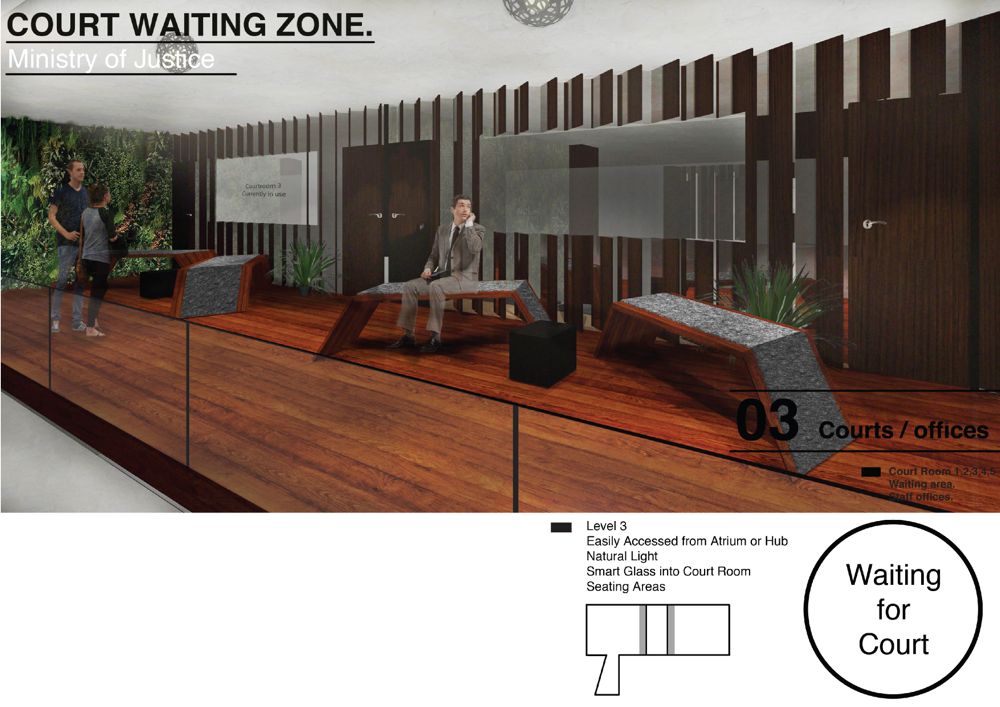 COURT WAITING ZONE.
Ministry of Justice
Courtroom 3
Currently in use
03 Courts / offices
Court Room 1,2,3,4,5
Waiting area.
Staff offices.
Level 3
Easily Accessed from Atrium or Hub
Natural Light
Smart Glass into Court Room
Seating Areas
Waiting
for
Court